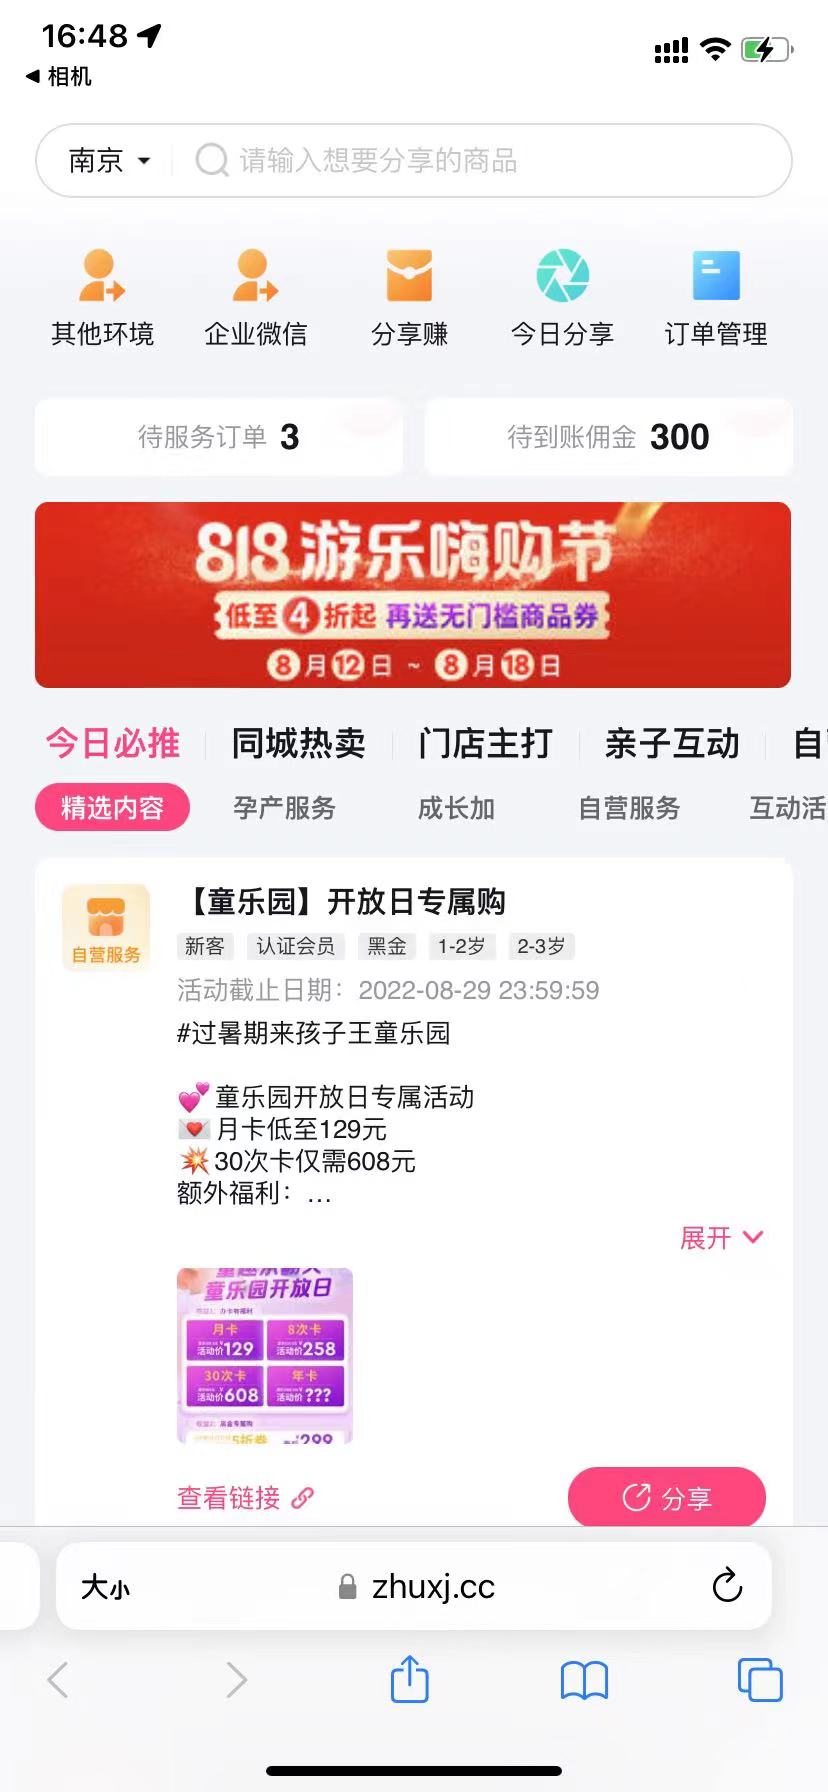 16:48
相机
南京
请输入想要分享的商品
其他环境
企业微信
分享赚
今日分享
订单管理
待服务订单 3
待到账佣金 300
818游乐嗨购节
低至4折起 再送无门槛商品券
8月12日 ~ 8月18日
今日必推
同城热卖
门店主打
亲子互动
精选内容
孕产服务
成长加
自营服务
互动活
自营服务
【童乐园】开放日专属购
新客 认证会员 黑金 1-2岁 2-3岁
活动截止日期：2022-08-29 23:59:59
#过暑期来孩子王童乐园
💕童乐园开放日专属活动
💌月卡低至129元
💥30次卡仅需608元
额外福利：...
展开
童乐园开放日
月卡
活动价129
8次卡
活动价258
30次卡
活动价608
年卡
活动价???
5折券
299
查看链接
分享
大小
zhuxj.cc